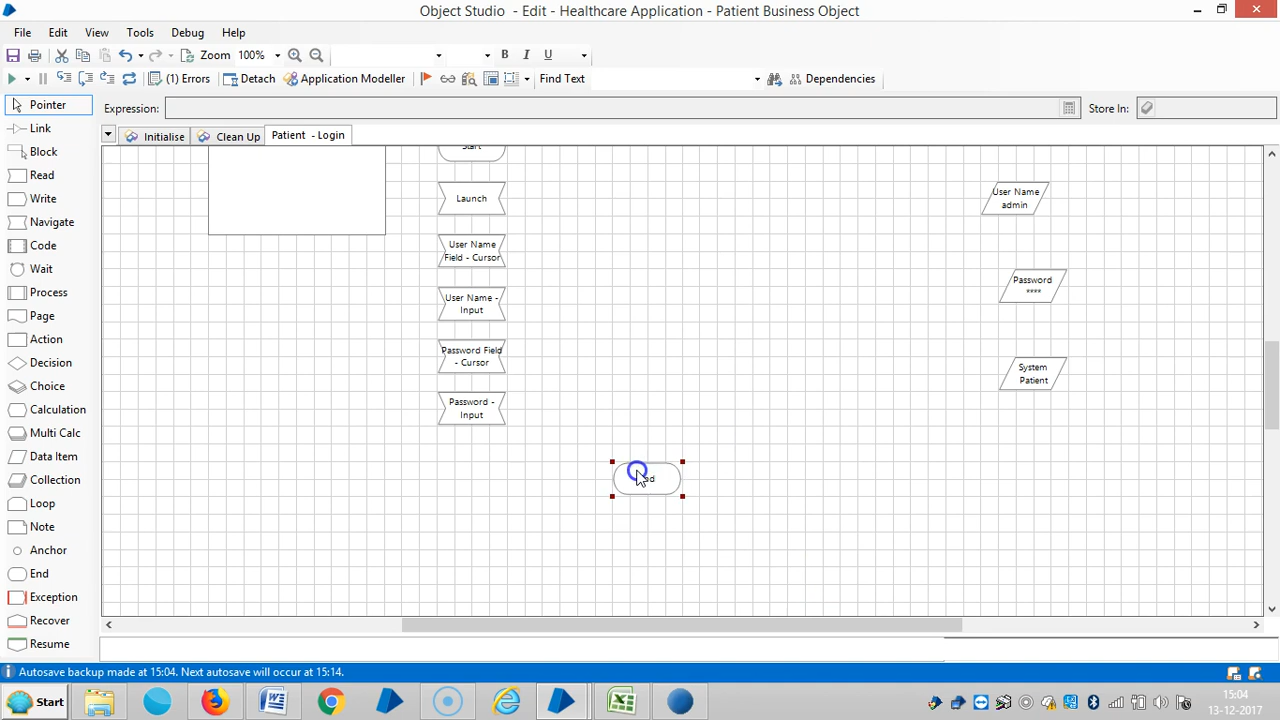 Object Studio - Edit - Healthcare Application - Patient Business Object
File Edit View Tools Debug Help
Zoom 100% B I U
(1) Errors Detach Application Modeller Find Text Dependencies
Pointer
Expression: Store In:
Link
Initialise Clean Up Patient - Login
Block
Read
Write
Navigate
Code
Wait
Process
Page
Action
Decision
Choice
Calculation
Multi Calc
Data Item
Collection
Loop
Note
Anchor
End
Exception
Recover
Resume
Start
Launch
User Name
Field - Cursor
User Name -
Input
Password Field
- Cursor
Password -
Input
User Name
admin
Password
****
System
Patient
Autosave backup made at 15:04. Next autosave will occur at 15:14.
Start
15:04
13-12-2017